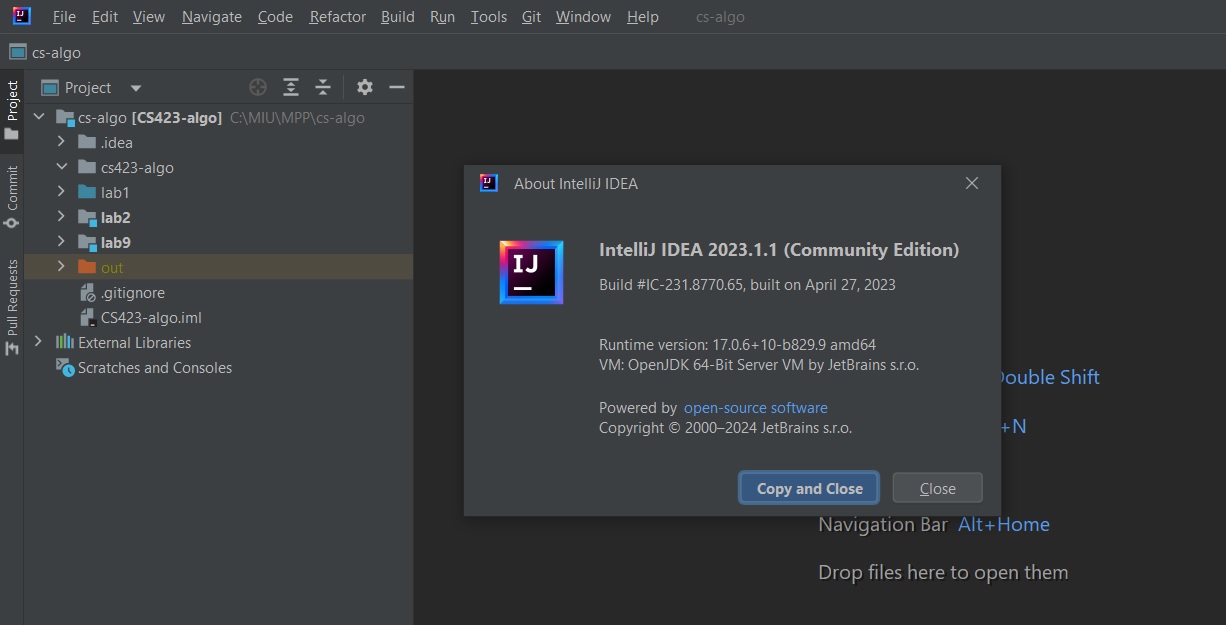 IJ File Edit View Navigate Code Refactor Build Run Tools Git Window Help cs-algo
cs-algo
Project
Commit
Pull Requests
Project
cs-algo [CS423-algo] C:\MIU\MPP\cs-algo
.idea
cs423-algo
lab1
lab2
lab9
out
.gitignore
CS423-algo.iml
External Libraries
Scratches and Consoles
IJ About IntelliJ IDEA
IJ
IntelliJ IDEA 2023.1.1 (Community Edition)
Build #IC-231.8770.65, built on April 27, 2023
Runtime version: 17.0.6+10-b829.9 amd64
VM: OpenJDK 64-Bit Server VM by JetBrains s.r.o.
Powered by open-source software
Copyright © 2000–2024 JetBrains s.r.o.
Copy and Close Close
Double Shift
+N
Navigation Bar Alt+Home
Drop files here to open them